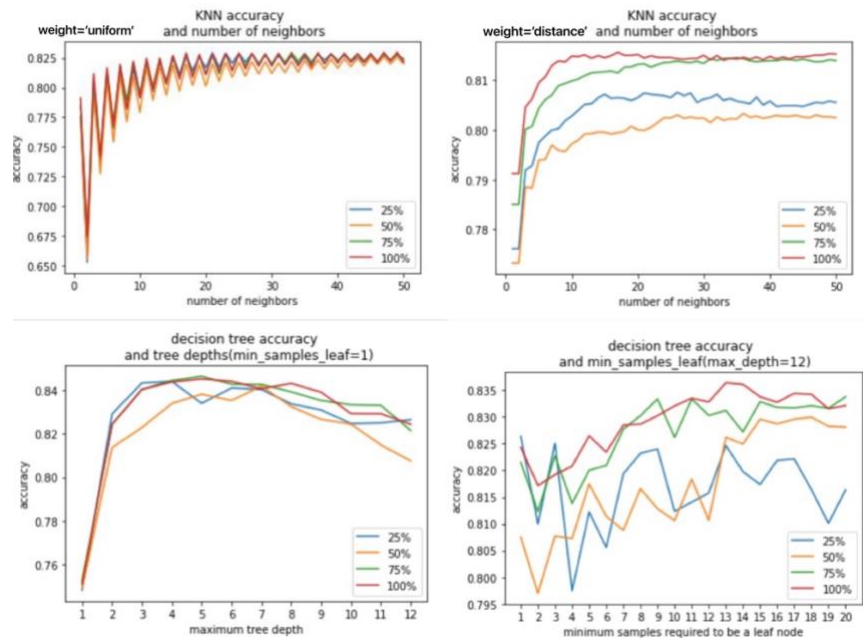 KNN accuracy
weight='uniform' and number of neighbors
0.825
0.800
0.775
0.750
0.725
0.700
0.675
0.650
accuracy
0 10 20 30 40 50
number of neighbors
25%
50%
75%
100%
KNN accuracy
weight='distance' and number of neighbors
0.81
0.80
0.79
0.78
accuracy
0 10 20 30 40 50
number of neighbors
25%
50%
75%
100%
decision tree accuracy
and tree depths(min_samples_leaf=1)
0.84
0.82
0.80
0.78
0.76
accuracy
1 2 3 4 5 6 7 8 9 10 11 12
maximum tree depth
25%
50%
75%
100%
decision tree accuracy
and min_samples_leaf(max_depth=12)
0.835
0.830
0.825
0.820
0.815
0.810
0.805
0.800
0.795
accuracy
1 2 3 4 5 6 7 8 9 10 11 12 13 14 15 16 17 18 19 20
minimum samples required to be a leaf node
25%
50%
75%
100%